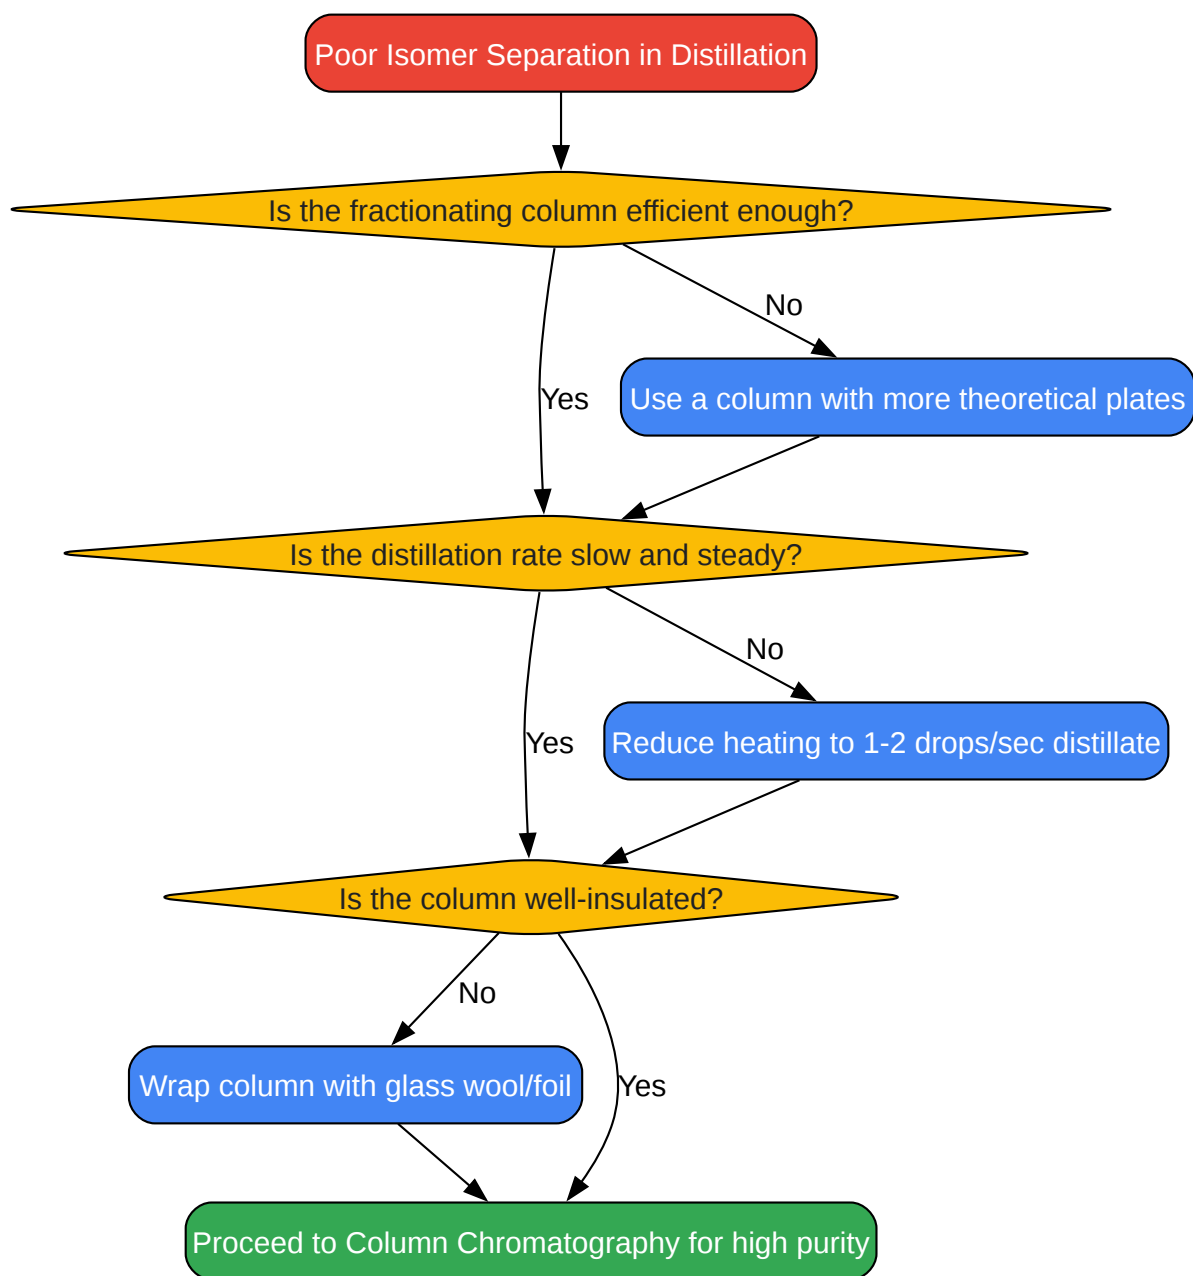 Poor Isomer Separation in Distillation
Is the fractionating column efficient enough?
No
Yes
Use a column with more theoretical plates
Is the distillation rate slow and steady?
No
Yes
Reduce heating to 1-2 drops/sec distillate
Is the column well-insulated?
No
Wrap column with glass wool/foil
Yes
Proceed to Column Chromatography for high purity